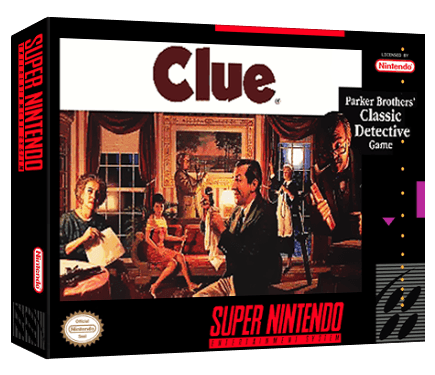 SUPER NINTENDO
ENTERTAINMENT SYSTEM
Nintendo
Clue®
LICENSED BY
Nintendo
Parker Brothers'
Classic
Detective
Game
Official
Nintendo
Seal
SUPER NINTENDO
ENTERTAINMENT SYSTEM